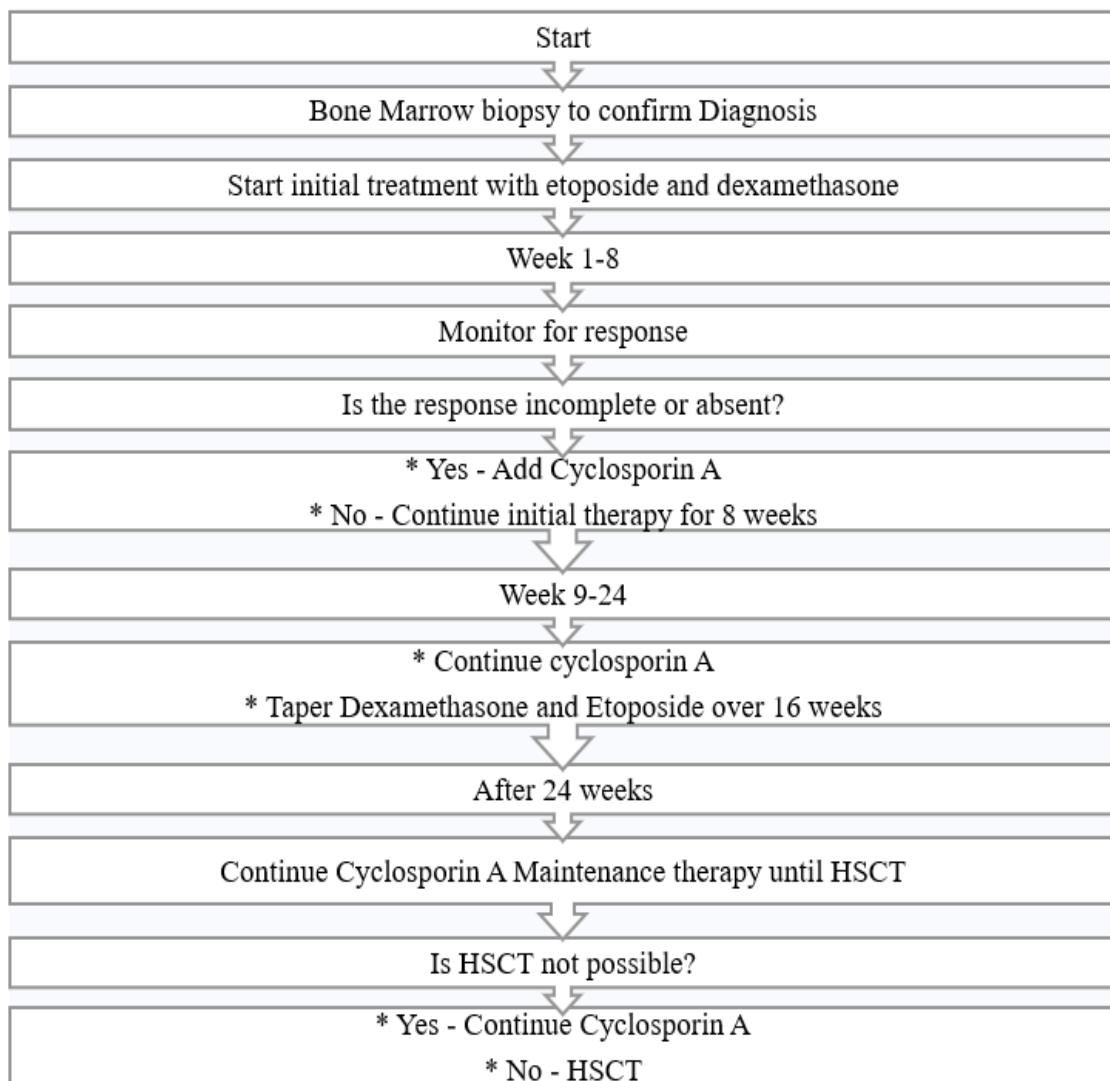 Start
Bone Marrow biopsy to confirm Diagnosis
Start initial treatment with etoposide and dexamethasone
Week 1-8
Monitor for response
Is the response incomplete or absent?
* Yes - Add Cyclosporin A
* No - Continue initial therapy for 8 weeks
Week 9-24
* Continue cyclosporin A
* Taper Dexamethasone and Etoposide over 16 weeks
After 24 weeks
Continue Cyclosporin A Maintenance therapy until HSCT
Is HSCT not possible?
* Yes - Continue Cyclosporin A
* No - HSCT